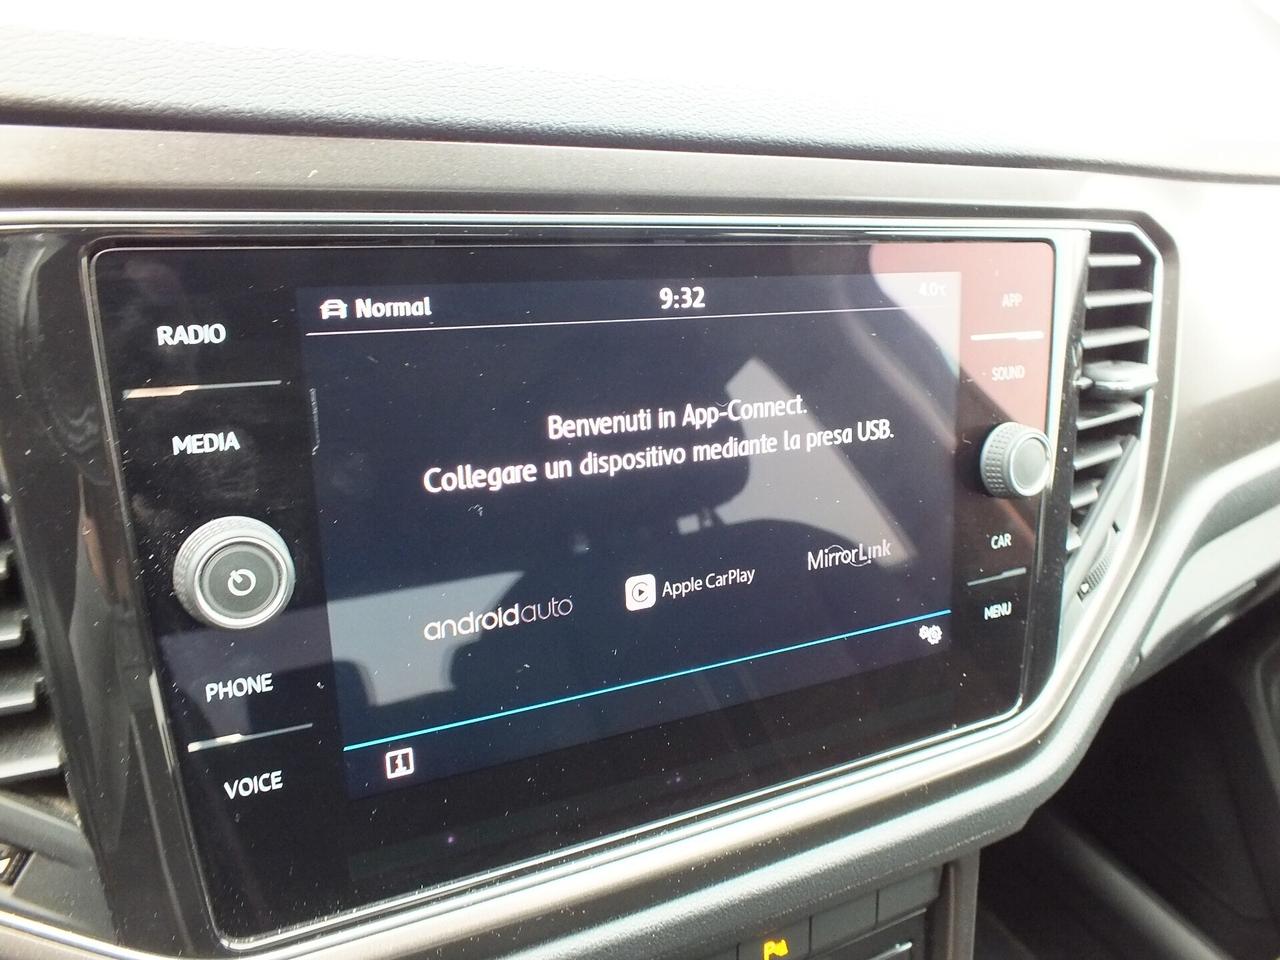 Normal 9:32 4.0°C
RADIO
MEDIA
PHONE
VOICE
Benvenuti in App-Connect.
Collegare un dispositivo mediante la presa USB.
androidauto
Apple CarPlay
MirrorLink
APP
SOUND
CAR
MENU
i
P